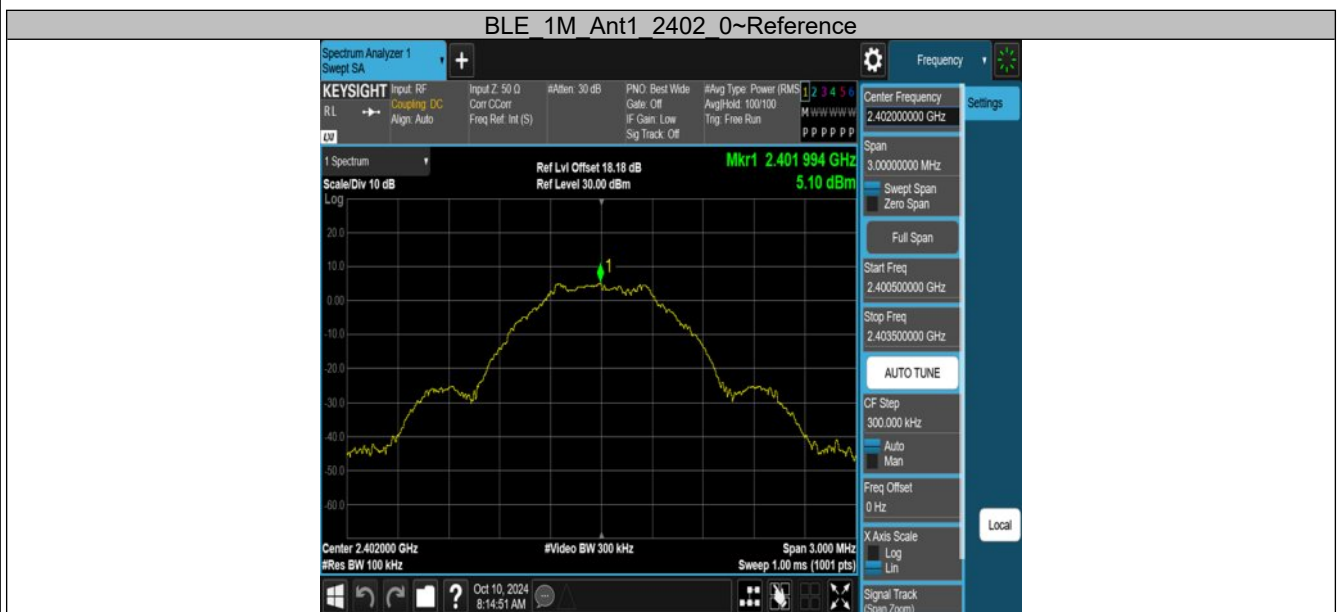 BLE_1M_Ant1_2402_0~Reference
Spectrum Analyzer 1
Swept SA
+
Frequency
KEYSIGHT
RL
LXI
Input: RF
Coupling: DC
Align: Auto
Input Z: 50 Ω
Corr CCorr
Freq Ref: Int (S)
#Atten: 30 dB
PNO: Best Wide
Gate: Off
IF Gain: Low
Sig Track: Off
#Avg Type: Power (RMS
Avg|Hold: 100/100
Trig: Free Run
1 2 3 4 5 6
M W W W W W
P P P P P P
1 Spectrum
Scale/Div 10 dB
Log
Ref Lvl Offset 18.18 dB
Ref Level 30.00 dBm
Mkr1 2.401 994 GHz
5.10 dBm
20.0
10.0
0.00
-10.0
-20.0
-30.0
-40.0
-50.0
-60.0
1
Center 2.402000 GHz
#Res BW 100 kHz
#Video BW 300 kHz
Span 3.000 MHz
Sweep 1.00 ms (1001 pts)
?
Oct 10, 2024
8:14:51 AM
Center Frequency
2.402000000 GHz
Settings
Span
3.00000000 MHz
Swept Span
Zero Span
Full Span
Start Freq
2.400500000 GHz
Stop Freq
2.403500000 GHz
AUTO TUNE
CF Step
300.000 kHz
Auto
Man
Freq Offset
0 Hz
Local
X Axis Scale
Log
Lin
Signal Track
(Span Zoom)